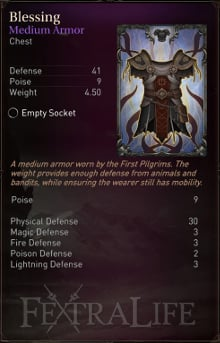 Blessing
Medium Armor
Chest
Defense 41
Poise 9
Weight 4.50
Empty Socket
A medium armor worn by the First Pilgrims. The
weight provides enough defense from animals and
bandits, while ensuring the wearer still has mobility.
Poise 9
Physical Defense 30
Magic Defense 3
Fire Defense 3
Poison Defense 2
Lightning Defense 3
FEXTRALIFE